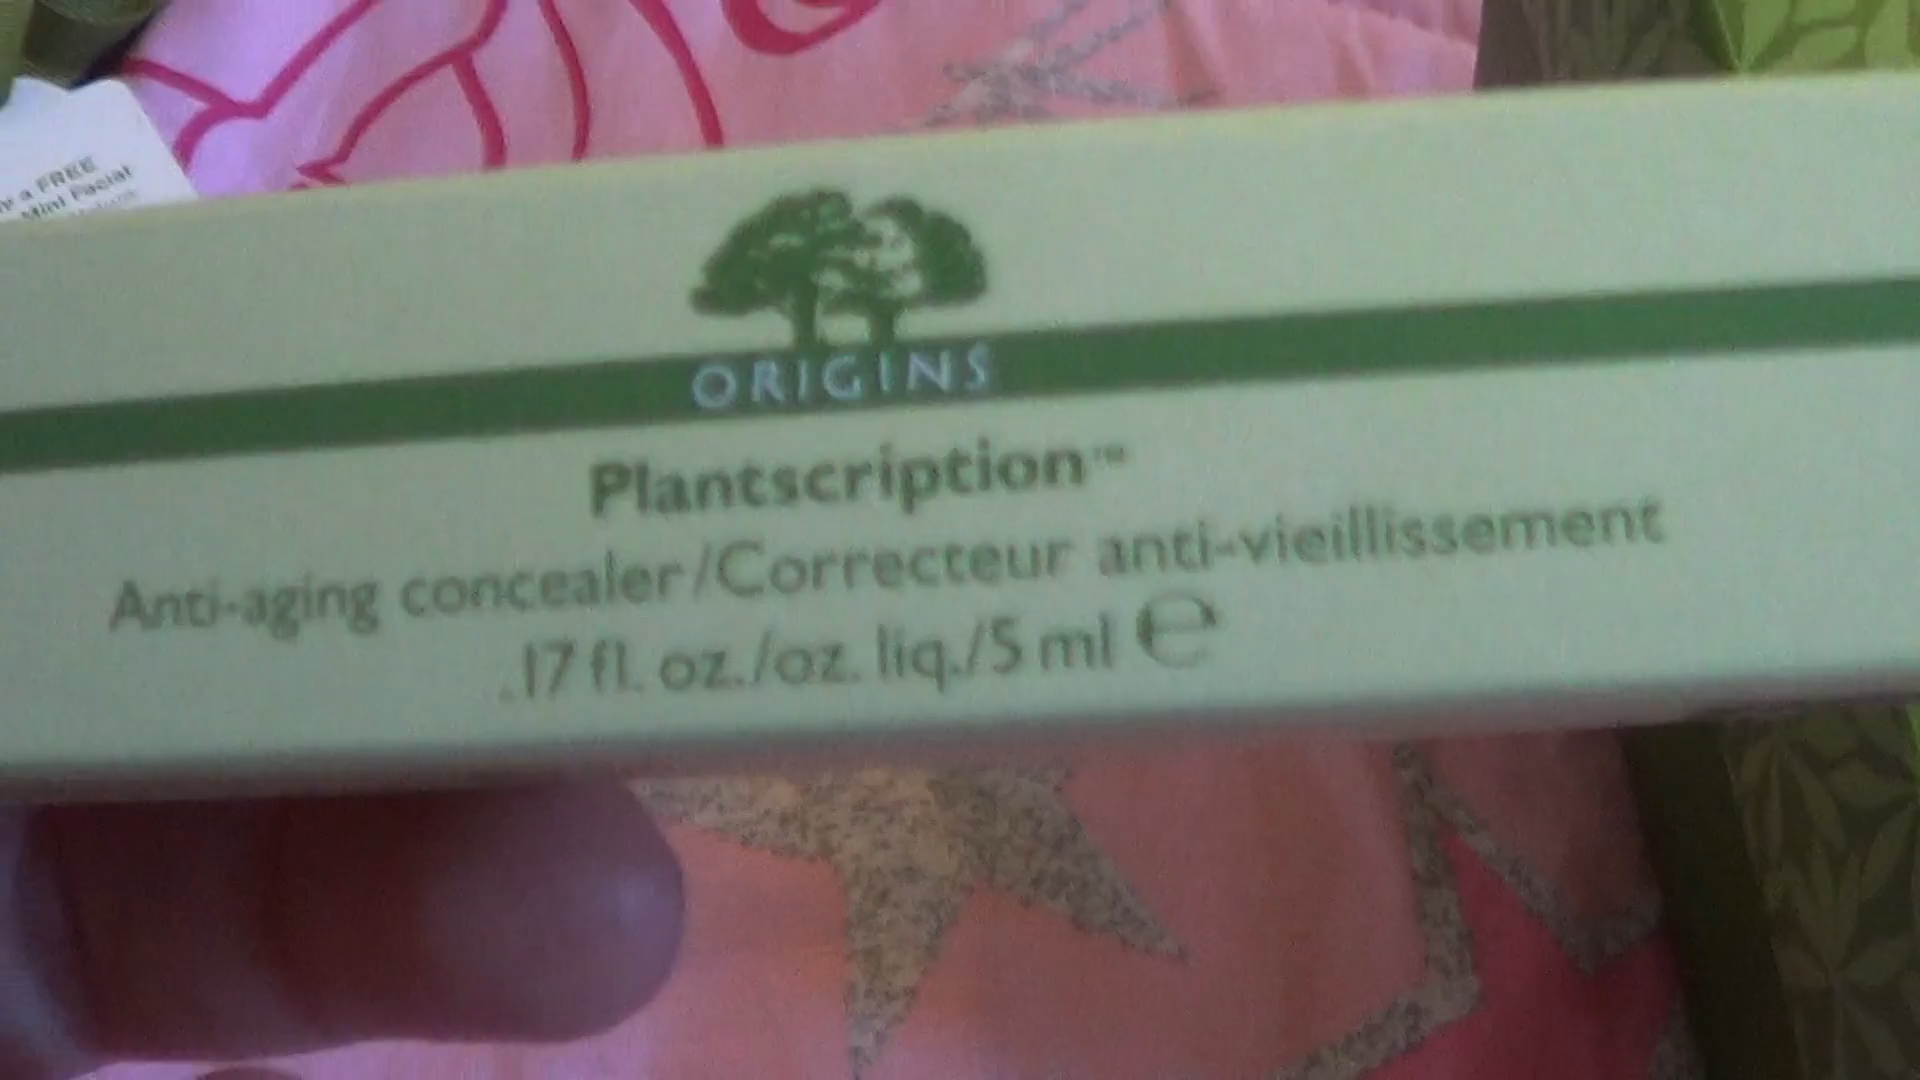 a FREE
Mini Facial
ORIGINS
Plantscription™
Anti-aging concealer/Correcteur anti-vieillissement
.17 fl. oz./oz. liq./5 ml ℮